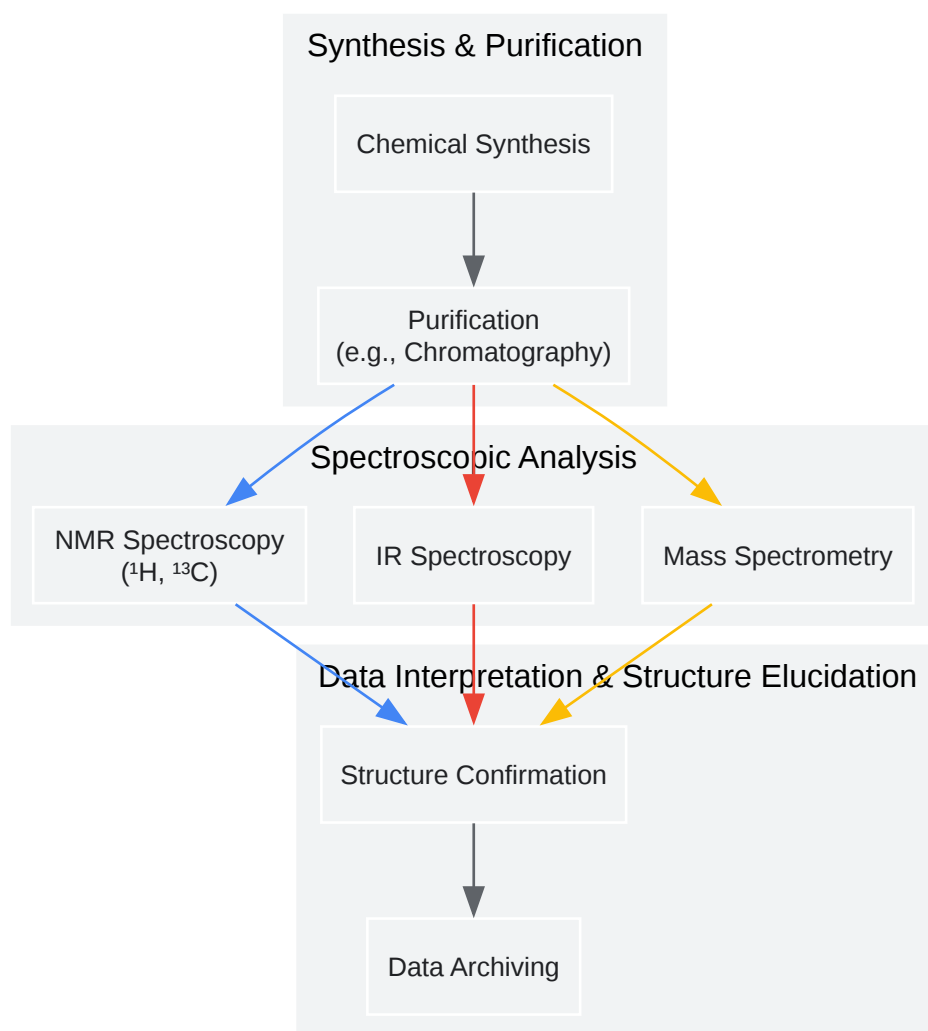 Synthesis & Purification
Chemical Synthesis
Purification
(e.g., Chromatography)
Spectroscopic Analysis
NMR Spectroscopy
(¹H, ¹³C)
IR Spectroscopy
Mass Spectrometry
Data Interpretation & Structure Elucidation
Structure Confirmation
Data Archiving